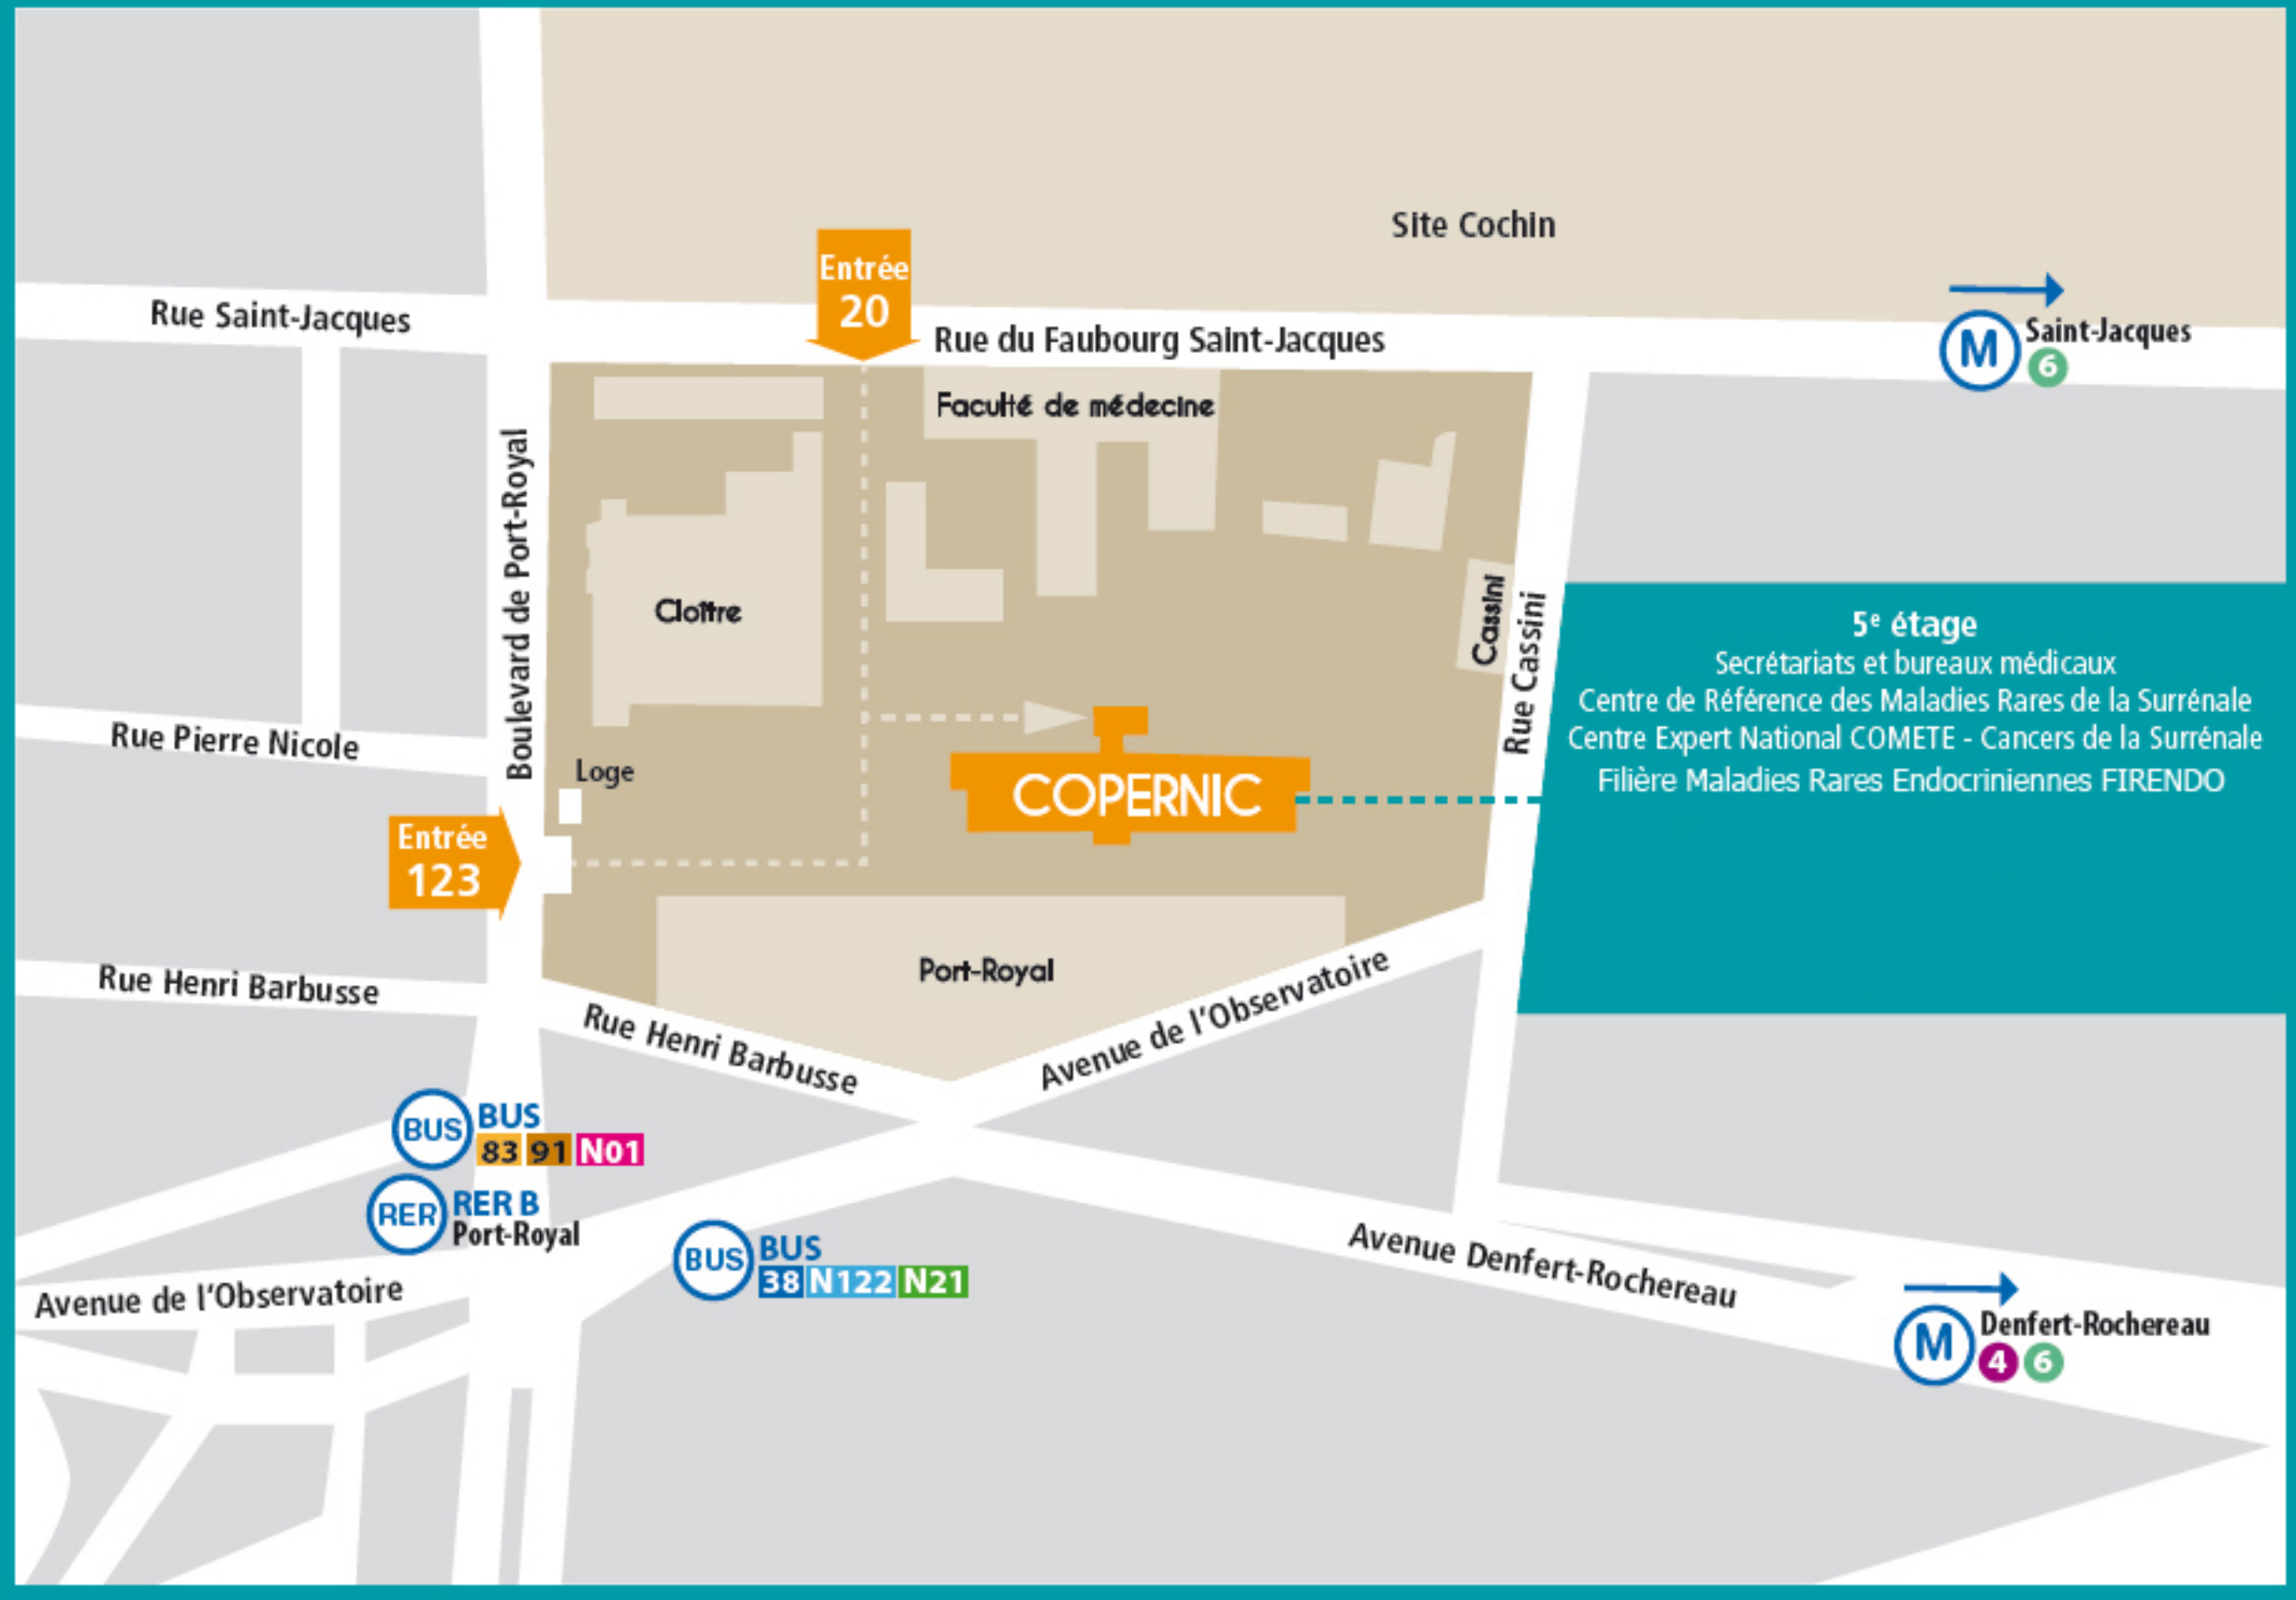 Site Cochin
Entrée
20
Rue Saint-Jacques
Rue du Faubourg Saint-Jacques
M
Saint-Jacques
6
Faculté de médecine
Boulevard de Port-Royal
Cloître
Cassini
Rue Cassini
5e étage
Secrétariats et bureaux médicaux
Centre de Référence des Maladies Rares de la Surrénale
Centre Expert National COMETE - Cancers de la Surrénale
Filière Maladies Rares Endocriniennes FIRENDO
Rue Pierre Nicole
Loge
COPERNIC
Entrée
123
Port-Royal
Rue Henri Barbusse
Rue Henri Barbusse
Avenue de l'Observatoire
BUS
BUS
83 91 N01
RER
RER B
Port-Royal
BUS
BUS
38 N122 N21
Avenue de l'Observatoire
Avenue Denfert-Rochereau
M
Denfert-Rochereau
4 6